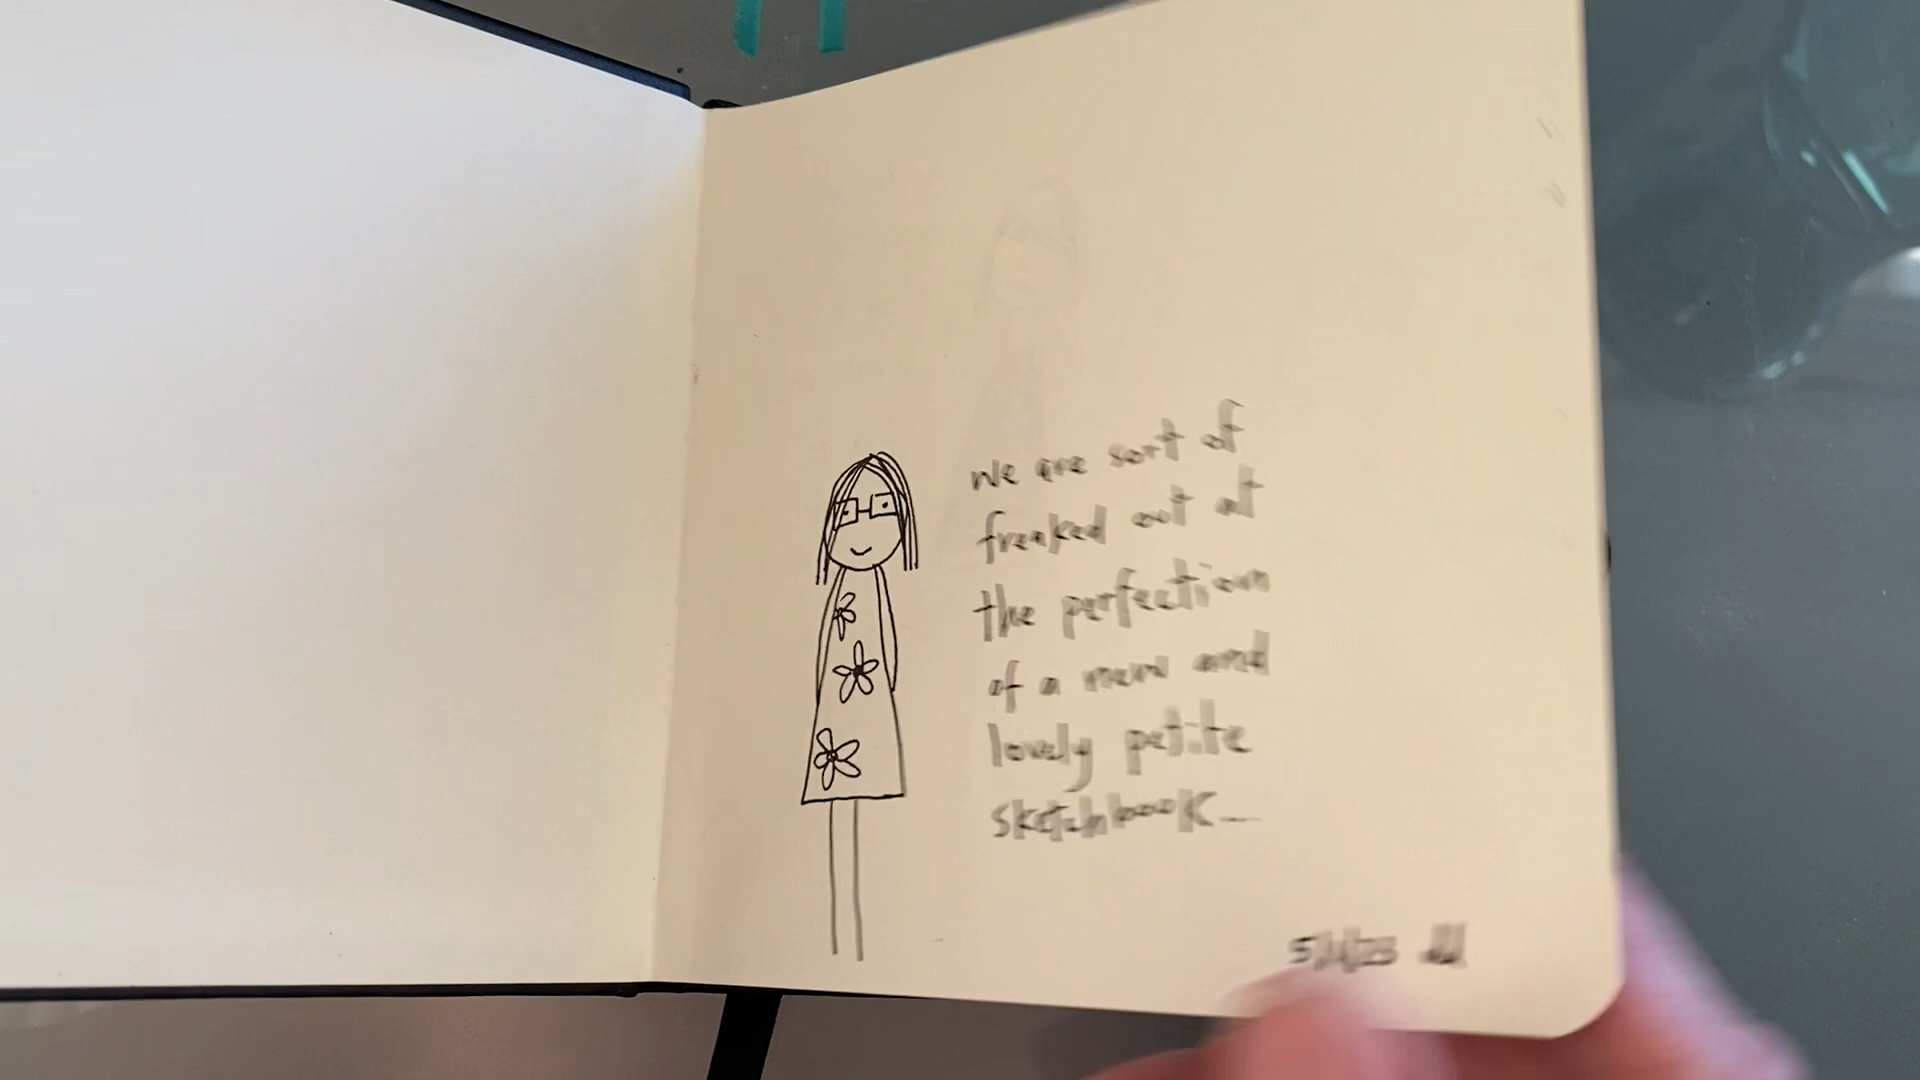 we are sort of
freaked out at
the perfection
of a new and
lovely petite
sketchbook...